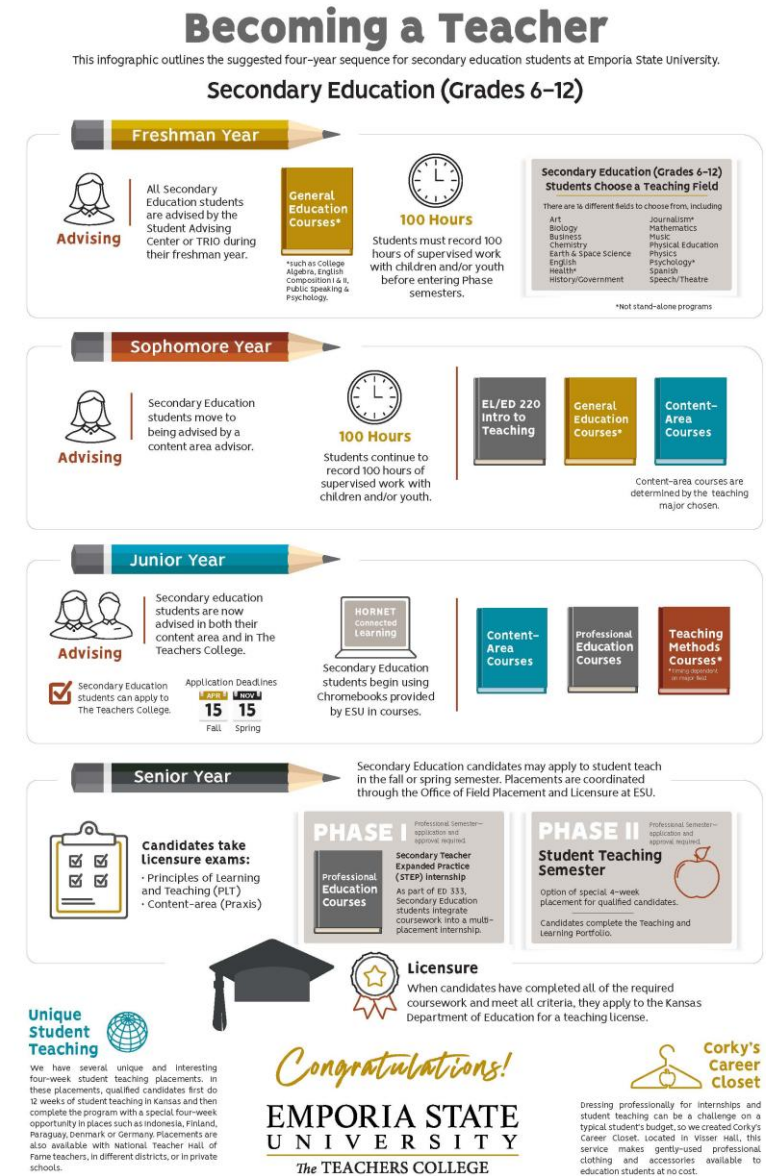 Becoming a Teacher
This infographic outlines the suggested four-year sequence for secondary education students at Emporia State University.
Secondary Education (Grades 6-12)
Freshman Year
Advising
All Secondary
Education students
are advised by the
Student Advising
Center or TRIO during
their freshman year.
General
Education
Courses*
*such as College
Algebra, English
Composition I & II,
Public Speaking &
Psychology.
100 Hours
Students must record 100
hours of supervised work
with children and/or youth
before entering Phase
semesters.
Secondary Education (Grades 6-12)
Students Choose a Teaching Field
There are 16 different fields to choose from, including
Art
Biology
Business
Chemistry
Earth & Space Science
English
Health*
History/Government
Journalism*
Mathematics
Music
Physical Education
Physics
Psychology*
Spanish
Speech/Theatre
*Not stand-alone programs
Sophomore Year
Advising
Secondary Education
students move to
being advised by a
content area advisor.
100 Hours
Students continue to
record 100 hours of
supervised work with
children and/or youth.
EL/ED 220
Intro to
Teaching
General
Education
Courses*
Content-
Area
Courses
Content-area courses are
determined by the teaching
major chosen.
Junior Year
Advising
Secondary education
students are now
advised in both their
content area and in The
Teachers College.
Secondary Education
students can apply to
The Teachers College.
Application Deadlines
APR
15
Fall
NOV
15
Spring
HORNET
Connected
Learning
Secondary Education
students begin using
Chromebooks provided
by ESU in courses.
Content-
Area
Courses
Professional
Education
Courses
Teaching
Methods
Courses*
*Timing dependent
on major field
Senior Year
Secondary Education candidates may apply to student teach
in the fall or spring semester. Placements are coordinated
through the Office of Field Placement and Licensure at ESU.
Candidates take
licensure exams:
· Principles of Learning
and Teaching (PLT)
· Content-area (Praxis)
PHASE I
Professional Semester—
application and
approval required.
Professional
Education
Courses
Secondary Teacher
Expanded Practice
(STEP) Internship
As part of ED 333,
Secondary Education
students integrate
coursework into a multi-
placement internship.
PHASE II
Professional Semester—
application and
approval required.
Student Teaching
Semester
Option of special 4-week
placement for qualified candidates.
Candidates complete the Teaching and
Learning Portfolio.
Licensure
When candidates have completed all of the required
coursework and meet all criteria, they apply to the Kansas
Department of Education for a teaching license.
Unique
Student
Teaching
We have several unique and interesting
four-week student teaching placements. In
these placements, qualified candidates first do
12 weeks of student teaching in Kansas and then
complete the program with a special four-week
opportunity in places such as Indonesia, Finland,
Paraguay, Denmark or Germany. Placements are
also available with National Teacher Hall of
Fame teachers, in different districts, or in private
schools.
Congratulations!
EMPORIA STATE
UNIVERSITY
The TEACHERS COLLEGE
Corky's
Career
Closet
Dressing professionally for internships and
student teaching can be a challenge on a
typical student's budget, so we created Corky's
Career Closet. Located in Visser Hall, this
service makes gently-used professional
clothing and accessories available to
education students at no cost.